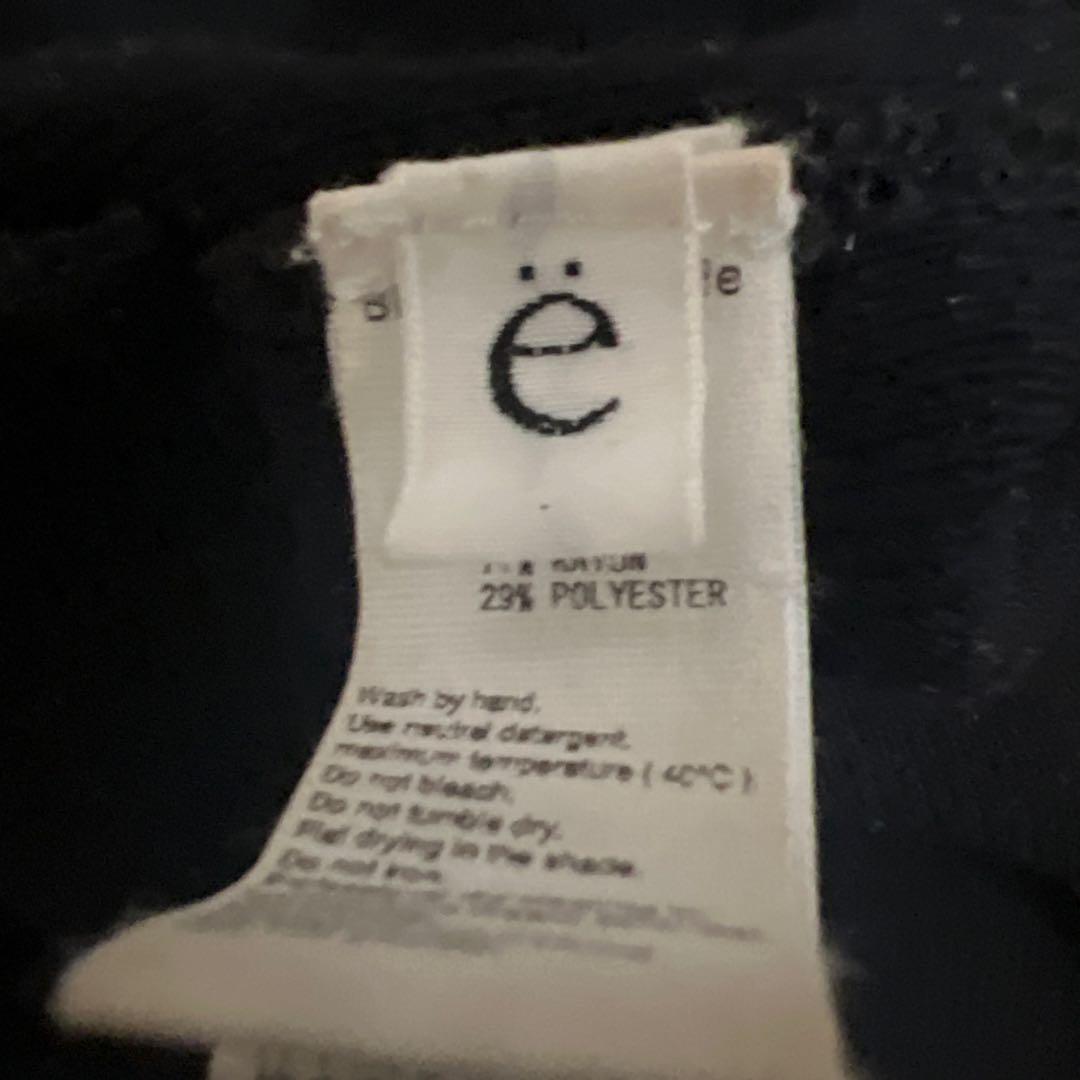 ë
29% POLYESTER
Wash by hand.
Use neutral detergent.
maximum temperature ( 40°C )
Do not bleach.
Do not tumble dry.
Flat drying in the shade.
Do not iron.